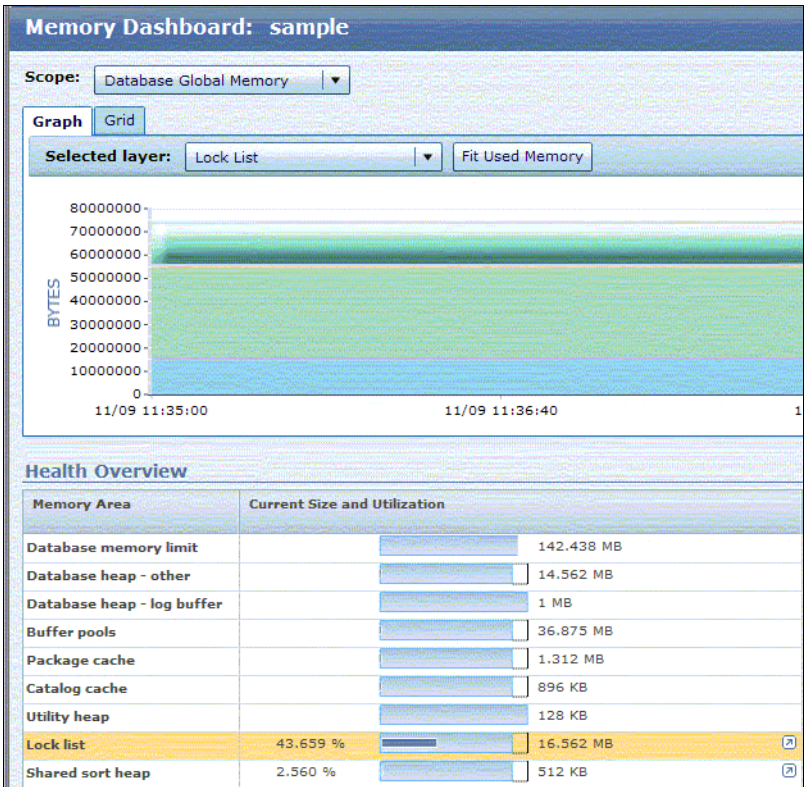 Memory Dashboard: sample
Scope: Database Global Memory
Graph Grid
Selected layer: Lock List Fit Used Memory
80000000
70000000
60000000
50000000
40000000
30000000
20000000
10000000
0
BYTES
11/09 11:35:00 11/09 11:36:40 1
Health Overview
Memory Area Current Size and Utilization
Database memory limit 142.438 MB
Database heap - other 14.562 MB
Database heap - log buffer 1 MB
Buffer pools 36.875 MB
Package cache 1.312 MB
Catalog cache 896 KB
Utility heap 128 KB
Lock list 43.659 % 16.562 MB
Shared sort heap 2.560 % 512 KB